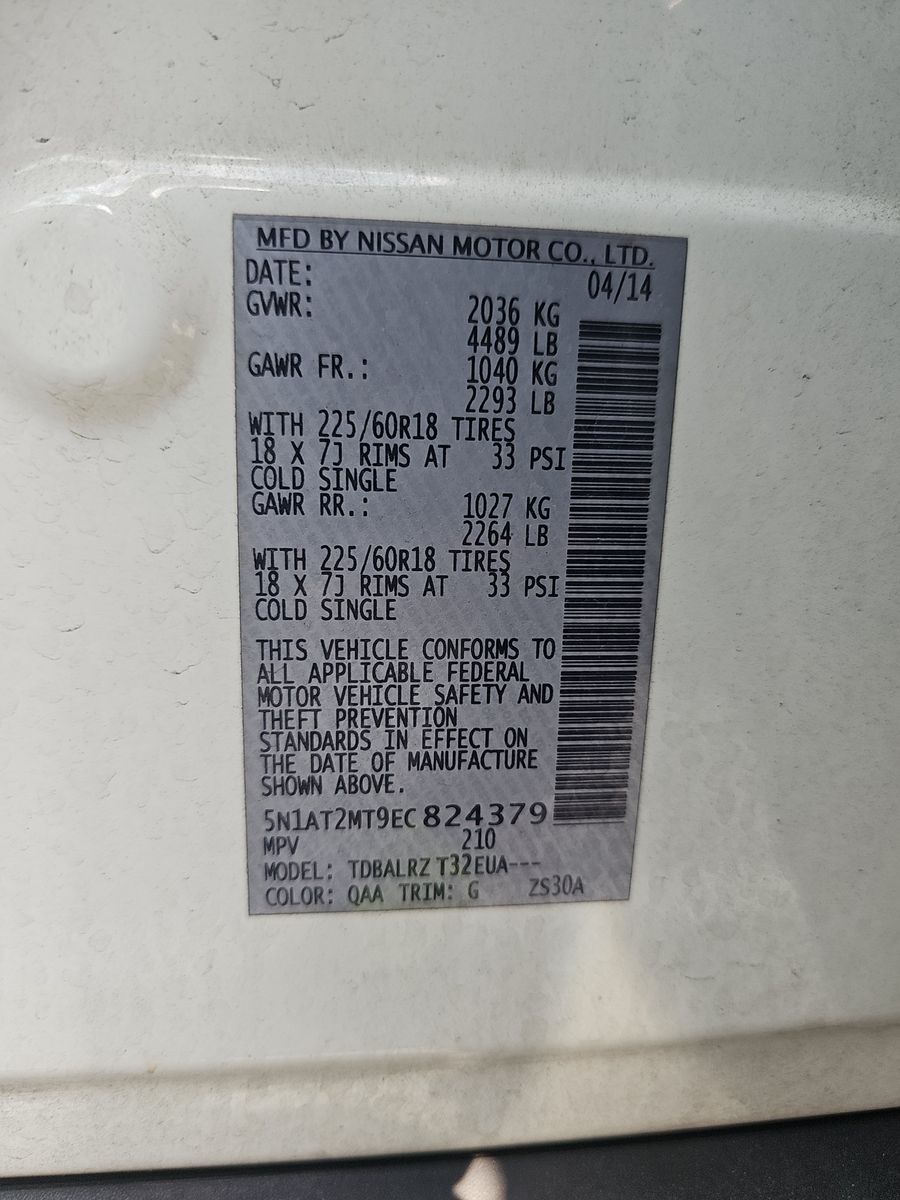 MFD BY NISSAN MOTOR CO., LTD.
DATE: 04/14
GVWR: 2036 KG
4489 LB
GAWR FR.: 1040 KG
2293 LB
WITH 225/60R18 TIRES
18 X 7J RIMS AT 33 PSI
COLD SINGLE
GAWR RR.: 1027 KG
2264 LB
WITH 225/60R18 TIRES
18 X 7J RIMS AT 33 PSI
COLD SINGLE
THIS VEHICLE CONFORMS TO
ALL APPLICABLE FEDERAL
MOTOR VEHICLE SAFETY AND
THEFT PREVENTION
STANDARDS IN EFFECT ON
THE DATE OF MANUFACTURE
SHOWN ABOVE.
5N1AT2MT9EC824379
MPV 210
MODEL: TDBALRZ T32EUA---
COLOR: QAA TRIM: G ZS30A